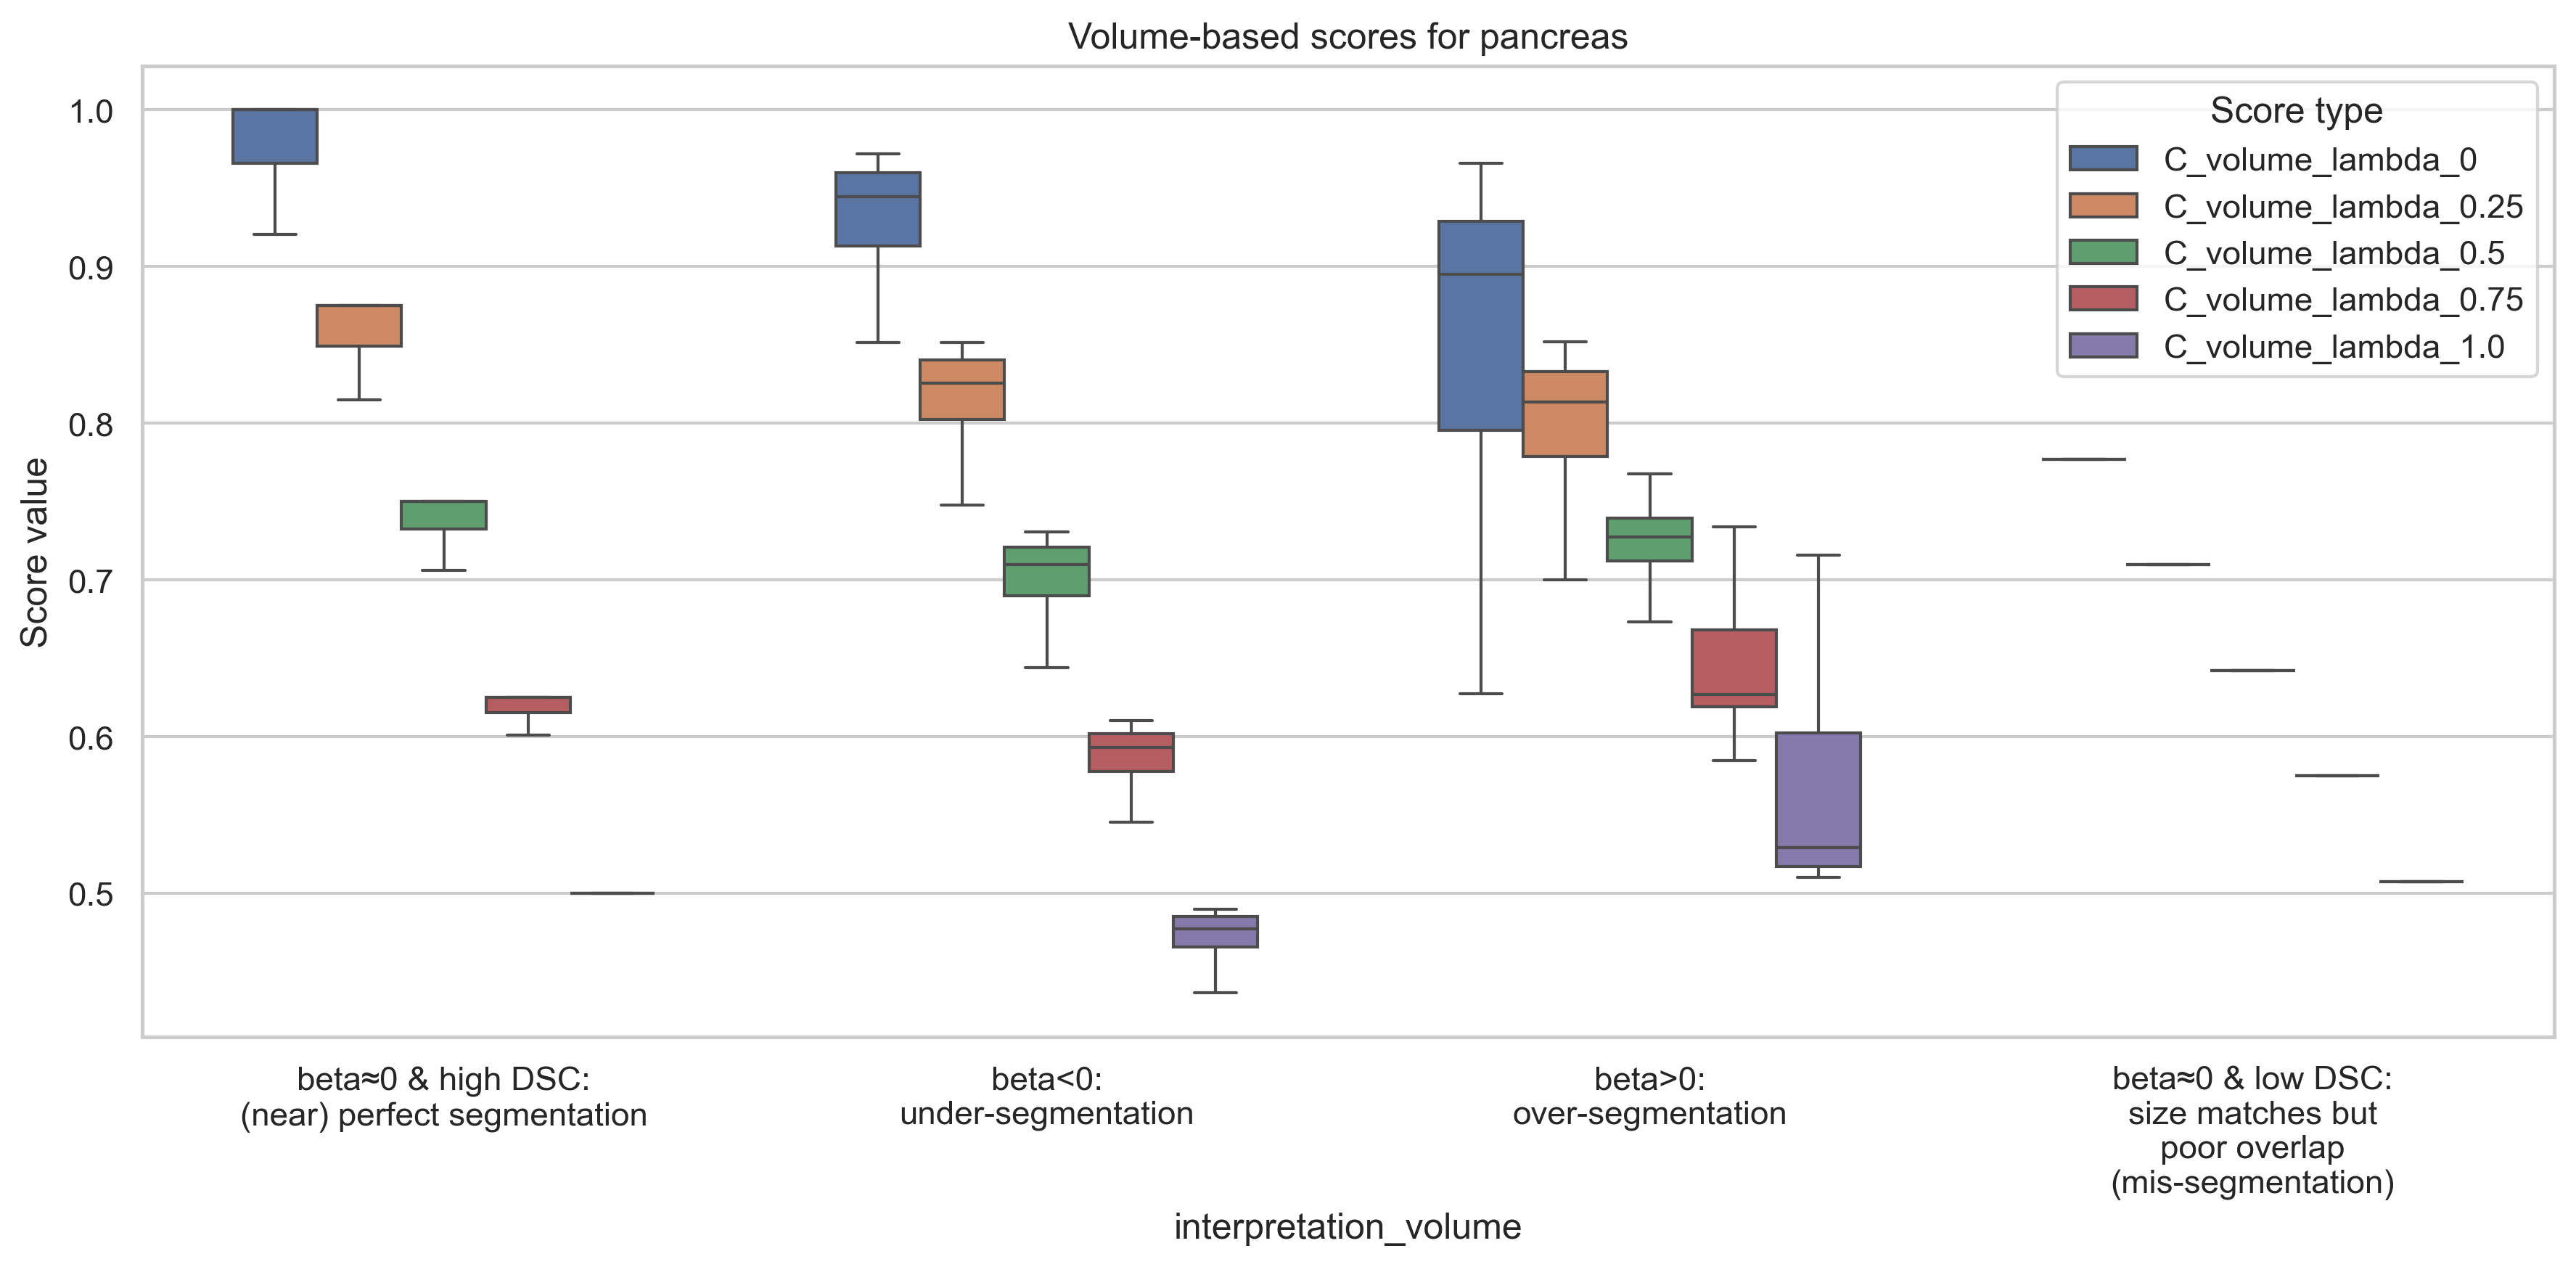 Volume-based scores for pancreas
Score type
C_volume_lambda_0
C_volume_lambda_0.25
C_volume_lambda_0.5
C_volume_lambda_0.75
C_volume_lambda_1.0
Score value
1.0
0.9
0.8
0.7
0.6
0.5
beta≈0 & high DSC:
(near) perfect segmentation
beta<0:
under-segmentation
beta>0:
over-segmentation
beta≈0 & low DSC:
size matches but
poor overlap
(mis-segmentation)
interpretation_volume